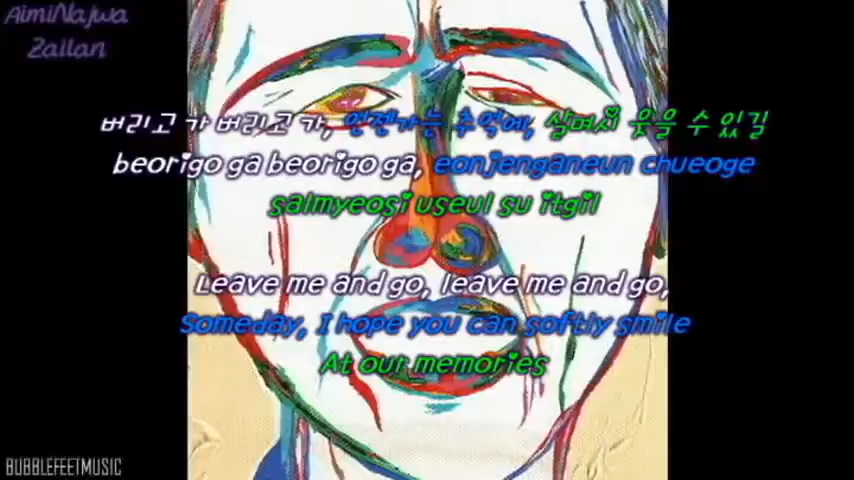 AimiNajwa
Zailan
버리고 가 버리고 가, 언젠가는 추억에, 살며시 웃을 수 있길
beorigo ga beorigo ga, eonjenganeun chueoge
salmyeosi useul su itgil
Leave me and go, leave me and go,
Someday, I hope you can softly smile
At our memories
BUBBLEFEETMUSIC